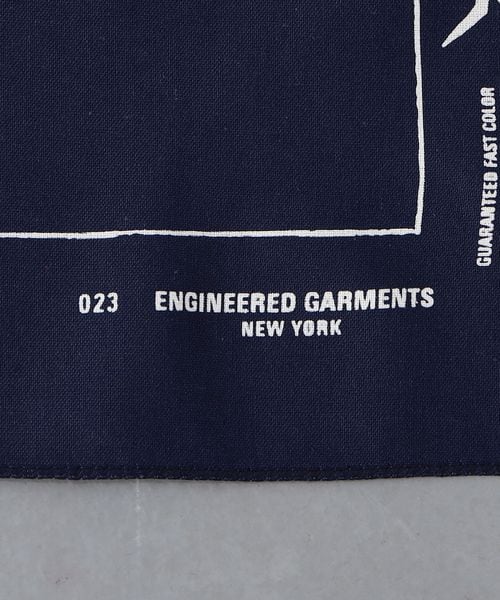 023 ENGINEERED GARMENTS
NEW YORK
GUARANTEED FAST COLOR